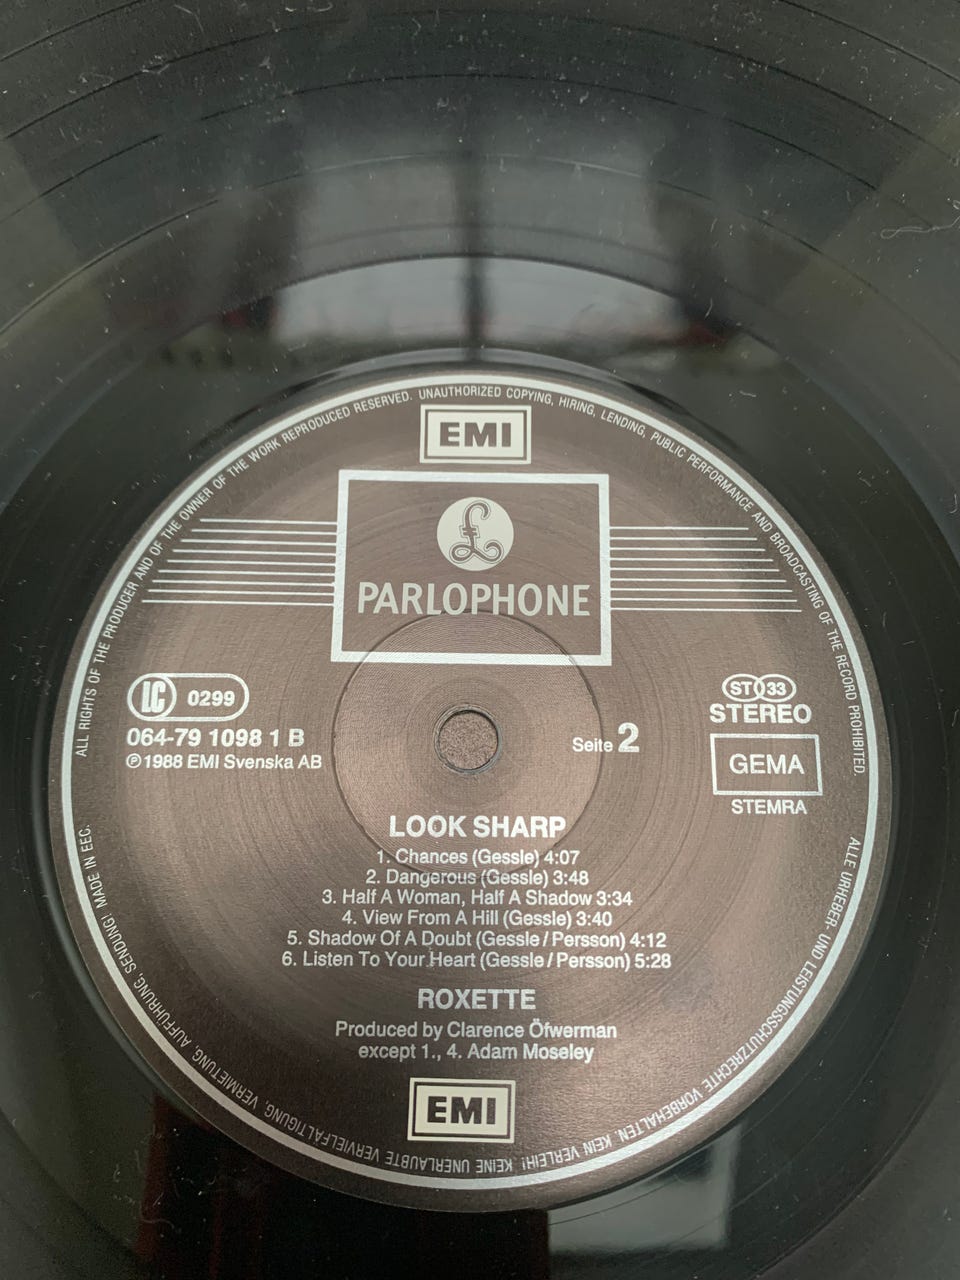 ALL RIGHTS OF THE PRODUCER AND OF THE OWNER OF THE WORK REPRODUCED RESERVED. UNAUTHORIZED COPYING, HIRING, LENDING, PUBLIC PERFORMANCE AND BROADCASTING OF THE RECORD PROHIBITED.
EMI
£
PARLOPHONE
LC 0299
ST 33
STEREO
064-79 1098 1 B
℗1988 EMI Svenska AB
Seite 2
GEMA
STEMRA
LOOK SHARP
1. Chances (Gessle) 4:07
2. Dangerous (Gessle) 3:48
3. Half A Woman, Half A Shadow 3:34
4. View From A Hill (Gessle) 3:40
5. Shadow Of A Doubt (Gessle/Persson) 4:12
6. Listen To Your Heart (Gessle/Persson) 5:28
ROXETTE
Produced by Clarence Öfwerman
except 1., 4. Adam Moseley
EMI
ALLE URHEBER- UND LEISTUNGSSCHUTZRECHTE VORBEHALTEN. KEIN VERLEIH! KEINE UNERLAUBTE VERVIELFÄLTIGUNG, VERMIETUNG, AUFFÜHRUNG, SENDUNG! MADE IN EEC.